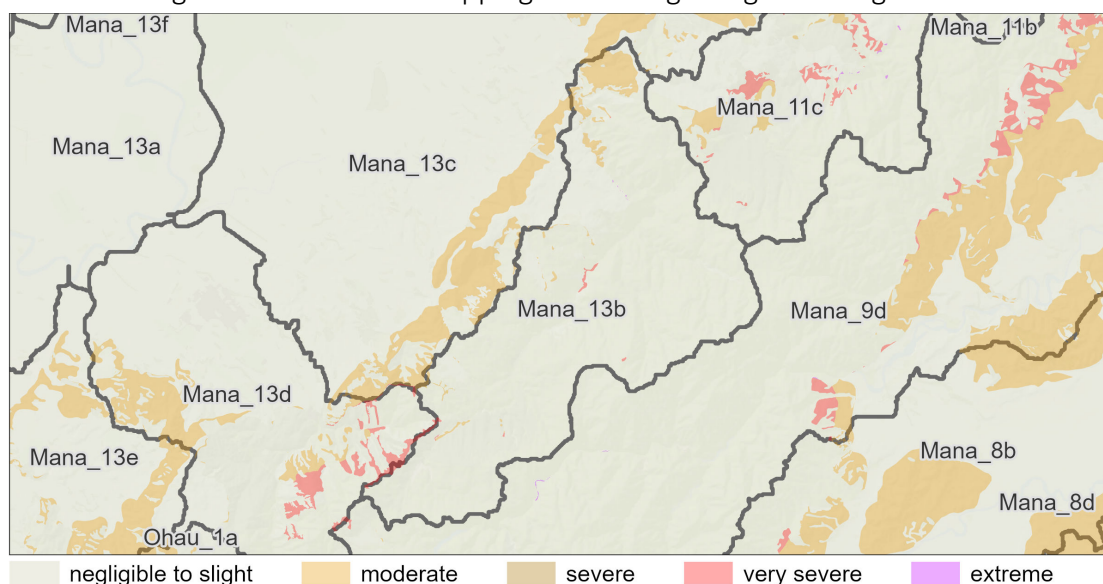 Mana_13f
Mana_11b
Mana_11c
Mana_13a
Mana_13c
Mana_13b
Mana_9d
Mana_13d
Mana_8b
Mana_13e
Mana_8d
Ohau_1a
negligible to slight moderate severe very severe extreme